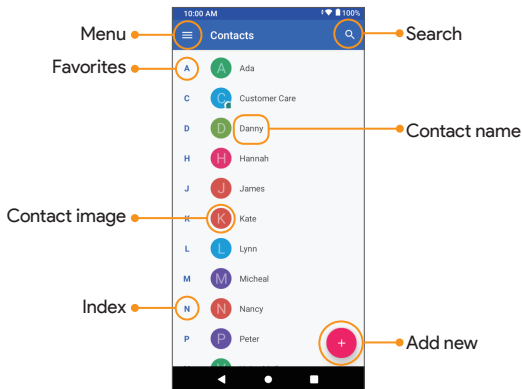 10:00 AM 100%
Menu
Contacts
Search
Favorites
A A Ada
C C Customer Care
D D Danny
Contact name
H H Hannah
J J James
Contact image
K K Kate
L L Lynn
M M Micheal
Index
N N Nancy
P P Peter
Add new